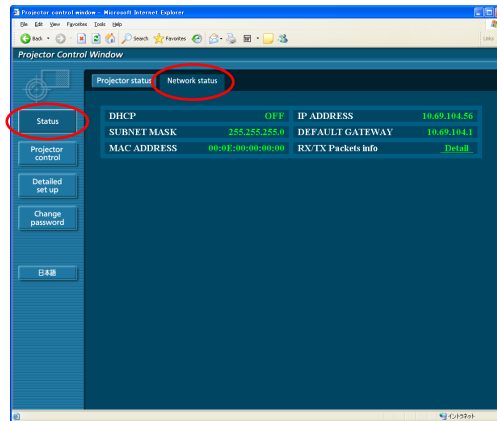 Projector control window - Microsoft Internet Explorer
File Edit View Favorites Tools Help
Back Search Favorites
Links
Projector Control Window
Projector status Network status
Status
Projector control
Detailed set up
Change password
日本語
DHCP OFF IP ADDRESS 10.69.104.56
SUBNET MASK 255.255.255.0 DEFAULT GATEWAY 10.69.104.1
MAC ADDRESS 00:0E:00:00:00:00 RX/TX Packets info Detail
イントラネット